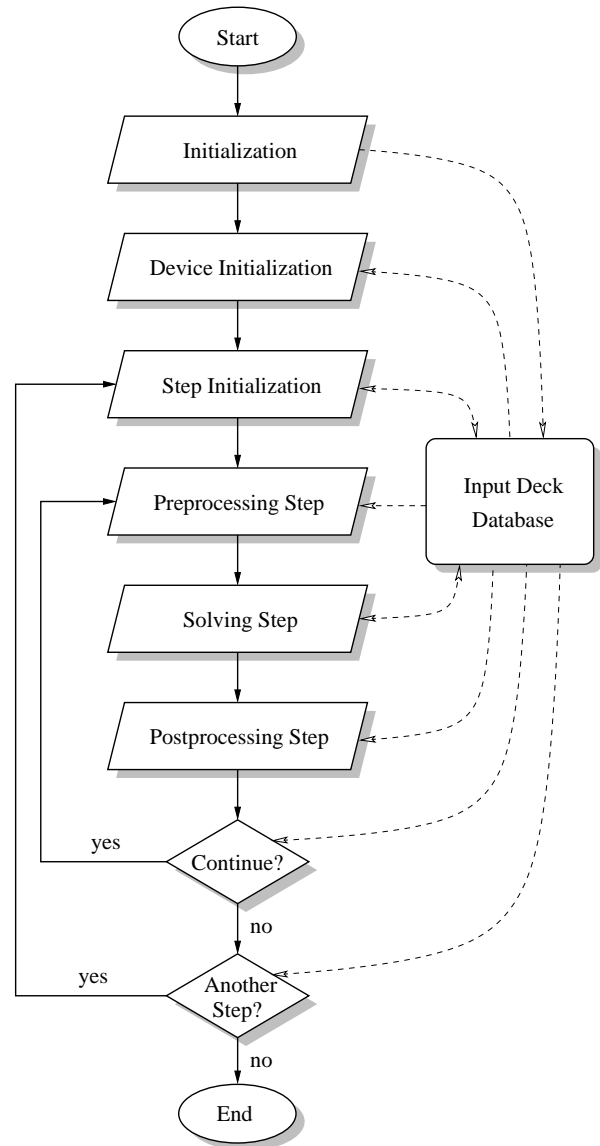 Start
Initialization
Device Initialization
Step Initialization
Input Deck
Database
Preprocessing Step
Solving Step
Postprocessing Step
yes
Continue?
no
yes
Another
Step?
no
End